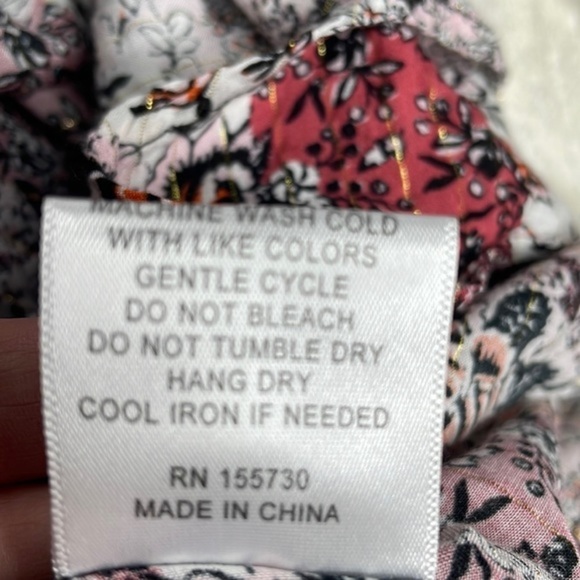 MACHINE WASH COLD
WITH LIKE COLORS
GENTLE CYCLE
DO NOT BLEACH
DO NOT TUMBLE DRY
HANG DRY
COOL IRON IF NEEDED
RN 155730
MADE IN CHINA